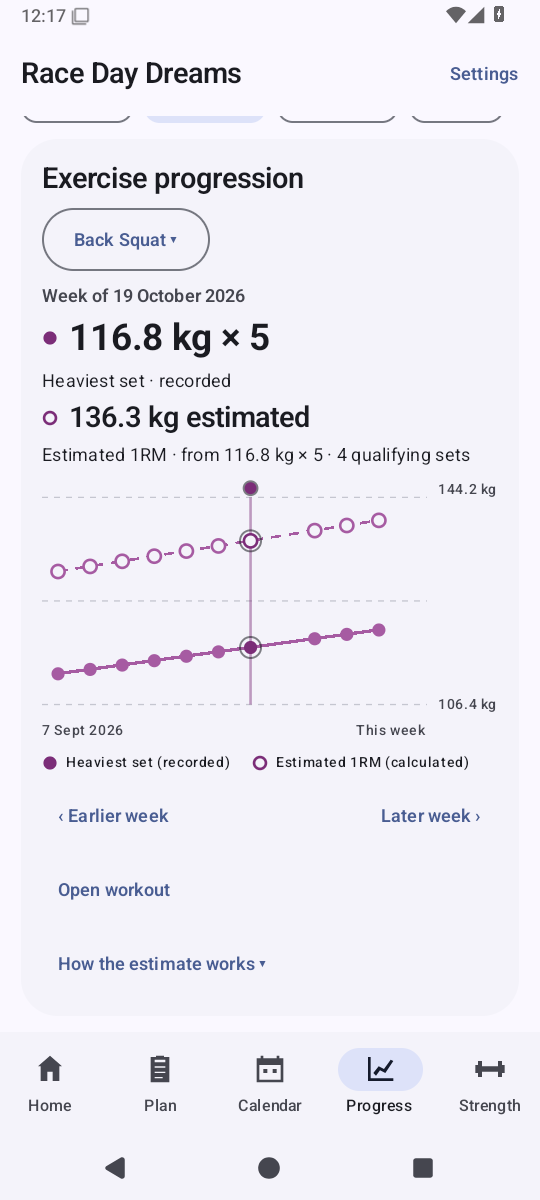 12:17
Race Day Dreams
Settings
Exercise progression
Back Squat ▾
Week of 19 October 2026
116.8 kg × 5
Heaviest set · recorded
136.3 kg estimated
Estimated 1RM · from 116.8 kg × 5 · 4 qualifying sets
144.2 kg
106.4 kg
7 Sept 2026
This week
Heaviest set (recorded)
Estimated 1RM (calculated)
‹ Earlier week
Later week ›
Open workout
How the estimate works ▾
Home
Plan
Calendar
Progress
Strength